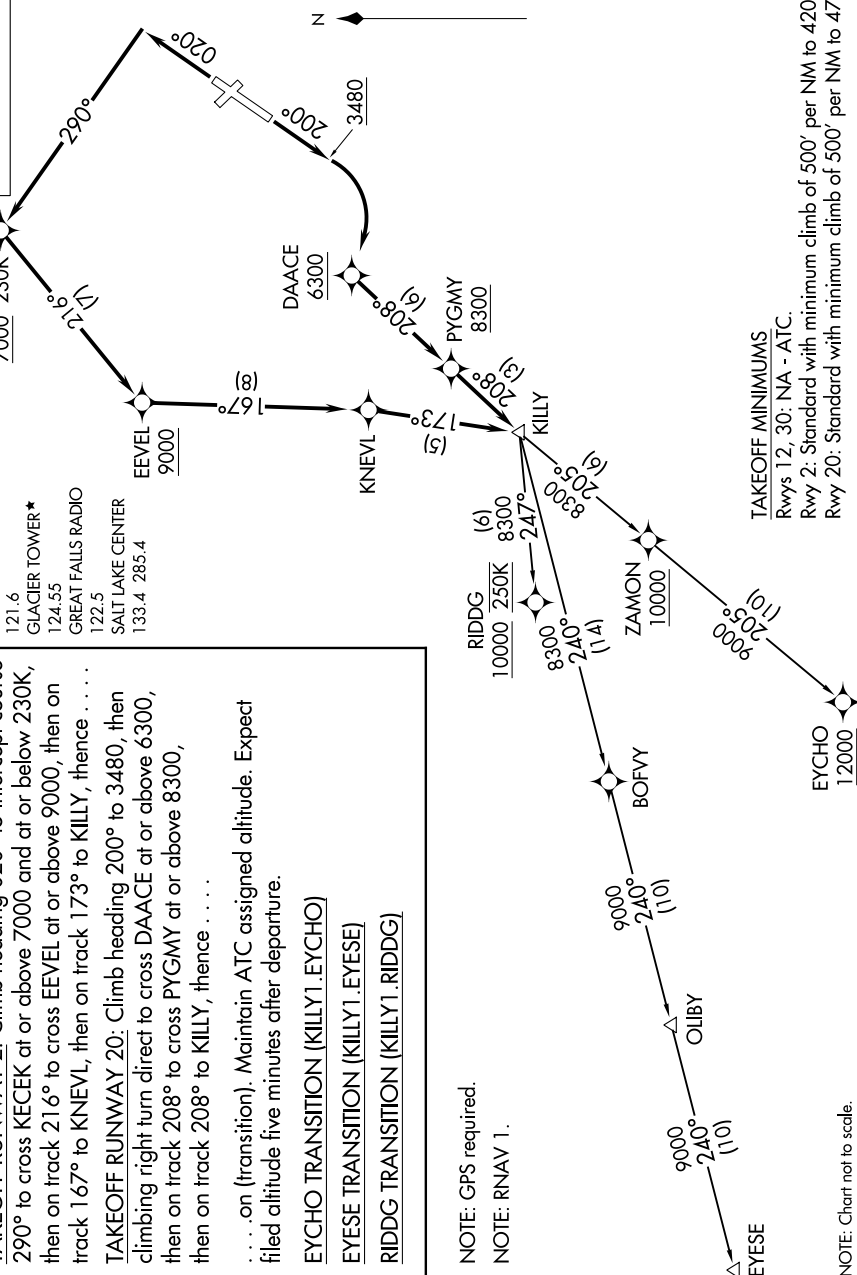 121.6
GLACIER TOWER★
124.55
GREAT FALLS RADIO
122.5
SALT LAKE CENTER
133.4 285.4
290° to cross KECEK at or above 7000 and at or below 230K,
then on track 216° to cross EEVEL at or above 9000, then on
track 167° to KNEVL, then on track 173° to KILLY, thence . . . .
TAKEOFF RUNWAY 20: Climb heading 200° to 3480, then
climbing right turn direct to cross DAACE at or above 6300,
then on track 208° to cross PYGMY at or above 8300,
then on track 208° to KILLY, thence . . . .
. . . .on (transition). Maintain ATC assigned altitude. Expect
filed altitude five minutes after departure.
EYCHO TRANSITION (KILLY1.EYCHO)
EYESE TRANSITION (KILLY1.EYESE)
RIDDG TRANSITION (KILLY1.RIDDG)
NOTE: GPS required.
NOTE: RNAV 1.
N
020°
290°
200°
3480
7000 230K
216°
(7)
EEVEL
9000
167°
(8)
KNEVL
173°
(5)
DAACE
6300
208°
(6)
PYGMY
8300
208°
(3)
KILLY
(6)
8300
247°
RIDDG
10000 250K
8300
240°
(14)
BOFVY
9000
240°
(10)
OLIBY
9000
240°
(10)
EYESE
8300
205°
(6)
ZAMON
10000
9000
205°
(10)
EYCHO
12000
TAKEOFF MINIMUMS
Rwys 12, 30: NA - ATC.
Rwy 2: Standard with minimum climb of 500' per NM to 420
Rwy 20: Standard with minimum climb of 500' per NM to 47
NOTE: Chart not to scale.